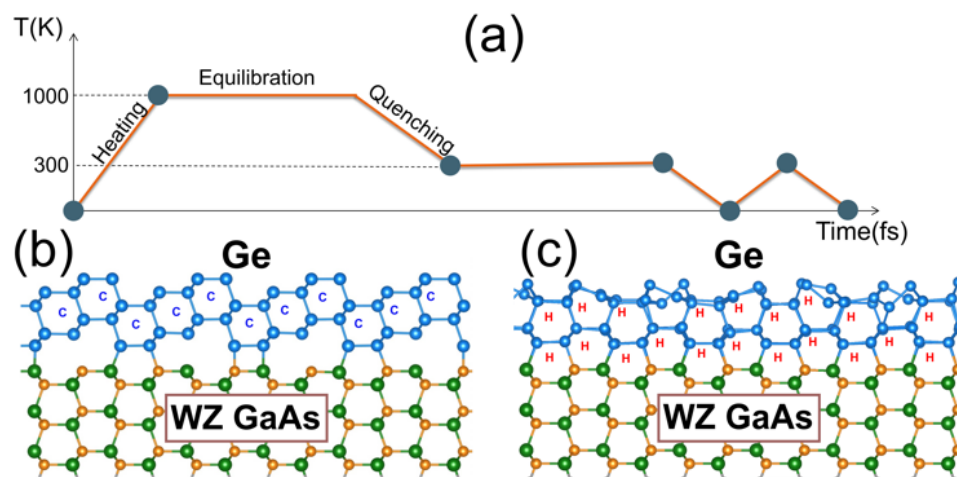 (a)
T(K)
1000
300
Heating
Equilibration
Quenching
Time(fs)
(b)
Ge
C C C C
C C C C
C C C
WZ GaAs
(c)
Ge
H
H H H H H H H H H H
H H H H H
H H H H H H
WZ GaAs